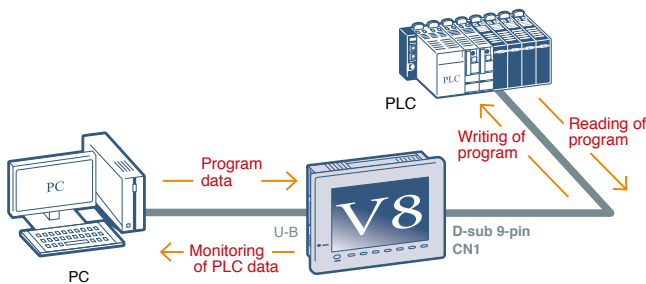 PLC
PLC
Writing of
program
Reading of
program
PC
Program
data
V8
U-B
D-sub 9-pin
CN1
Monitoring
of PLC data
PC